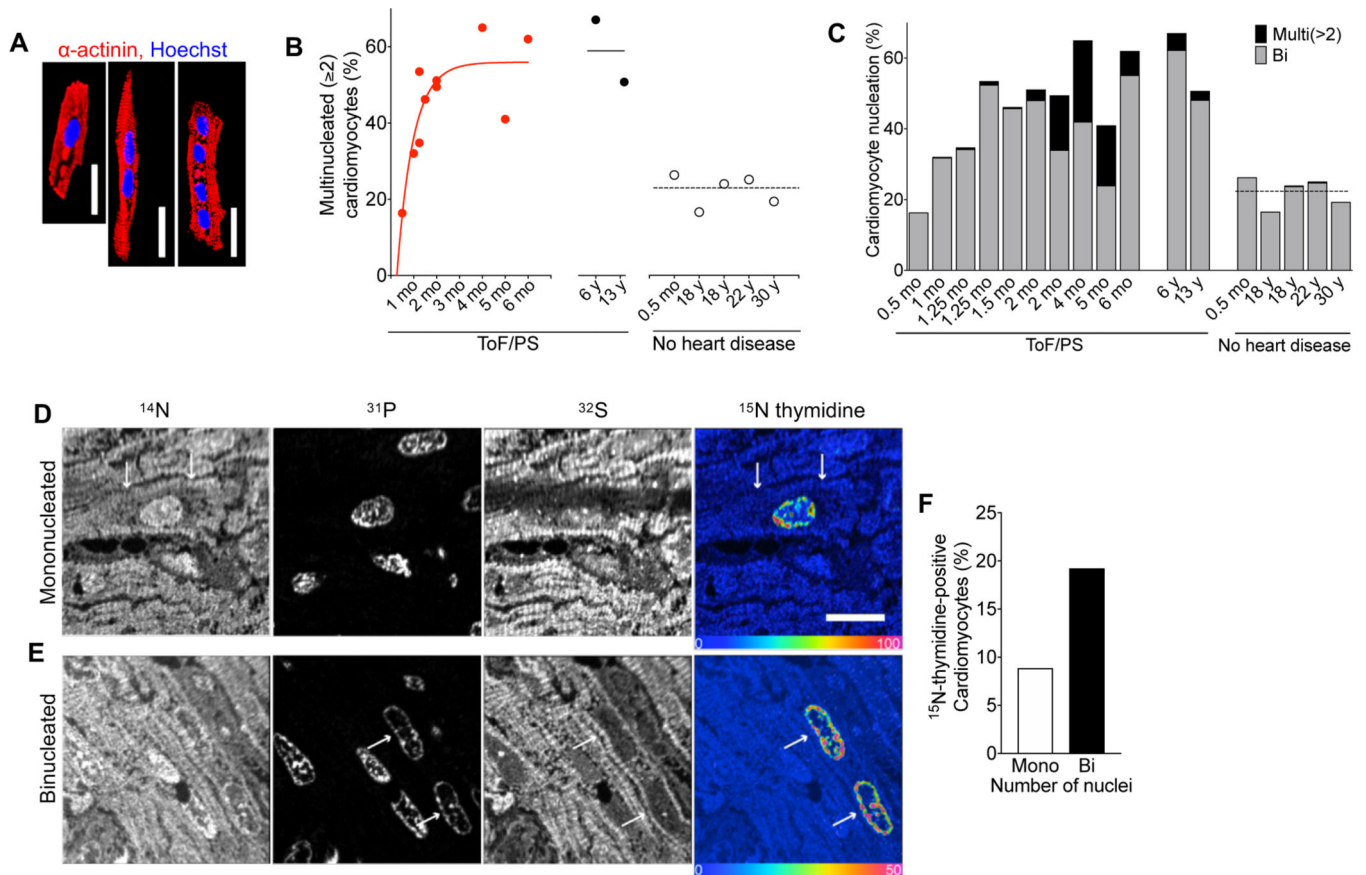 A
α-actinin, Hoechst
B
Multinucleated (≥2)
cardiomyocytes (%)
60
40
20
0
1 mo
2 mo
3 mo
4 mo
5 mo
6 mo
6 y
13 y
0.5 mo
18 y
18 y
22 y
30 y
ToF/PS
No heart disease
C
Cardiomyocyte nucleation (%)
60
40
20
0
Multi(>2)
Bi
0.5 mo
1 mo
1.25 mo
1.25 mo
1.5 mo
2 mo
2 mo
4 mo
5 mo
6 mo
6 y
13 y
0.5 mo
18 y
18 y
22 y
30 y
ToF/PS
No heart disease
D
¹⁴N
³¹P
³²S
¹⁵N thymidine
Mononucleated
0
100
E
Binucleated
0
50
F
¹⁵N-thymidine-positive
Cardiomyocytes (%)
25
20
15
10
5
0
Mono
Bi
Number of nuclei